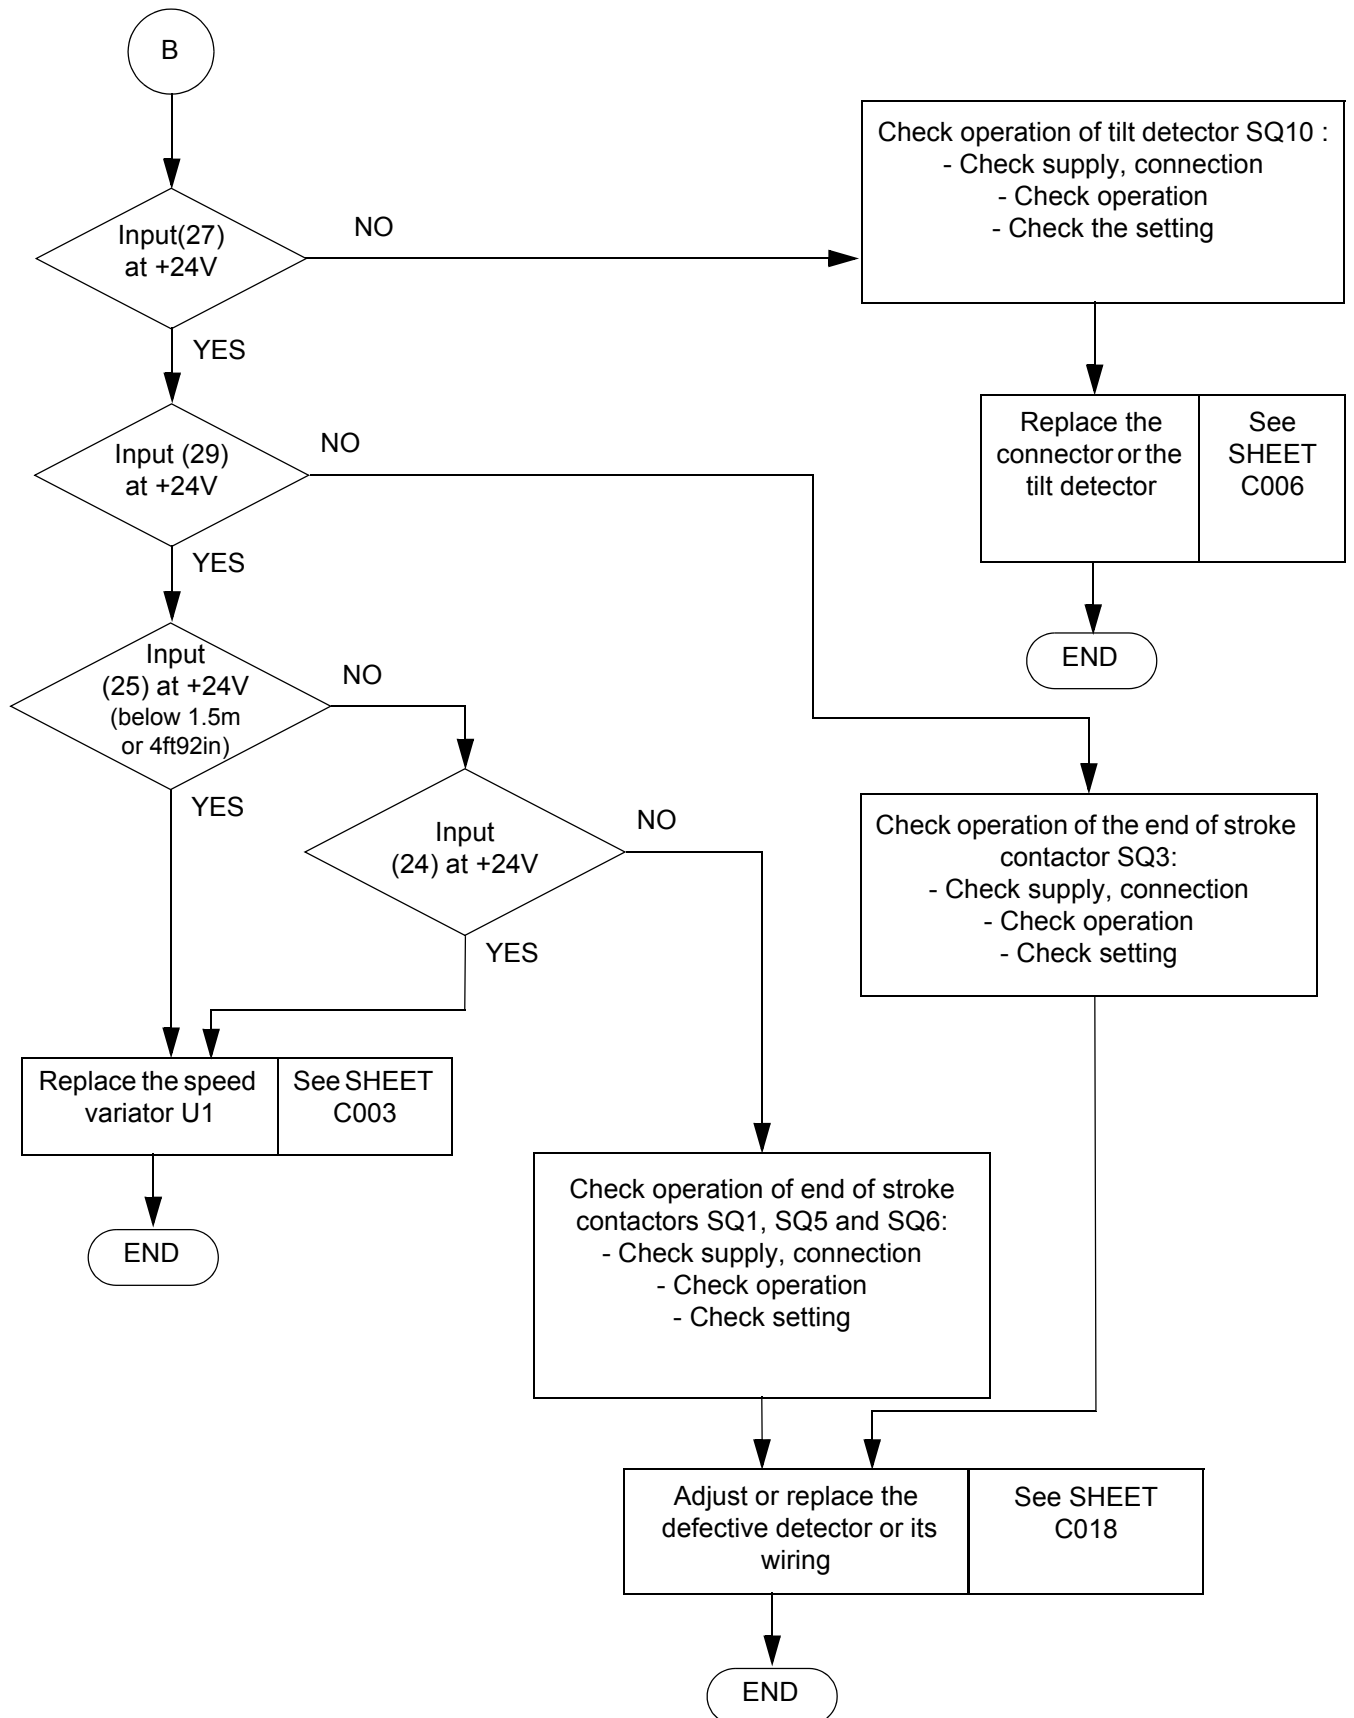 B
Check operation of tilt detector SQ10 :
- Check supply, connection
- Check operation
- Check the setting
Input(27)
at +24V
NO
YES
Replace the
connector or the
tilt detector
See
SHEET
C006
Input (29)
at +24V
NO
YES
END
Input
(25) at +24V
(below 1.5m
or 4ft92in)
NO
YES
Input
(24) at +24V
NO
YES
Check operation of the end of stroke
contactor SQ3:
- Check supply, connection
- Check operation
- Check setting
Replace the speed
variator U1
See SHEET
C003
END
Check operation of end of stroke
contactors SQ1, SQ5 and SQ6:
- Check supply, connection
- Check operation
- Check setting
Adjust or replace the
defective detector or its
wiring
See SHEET
C018
END